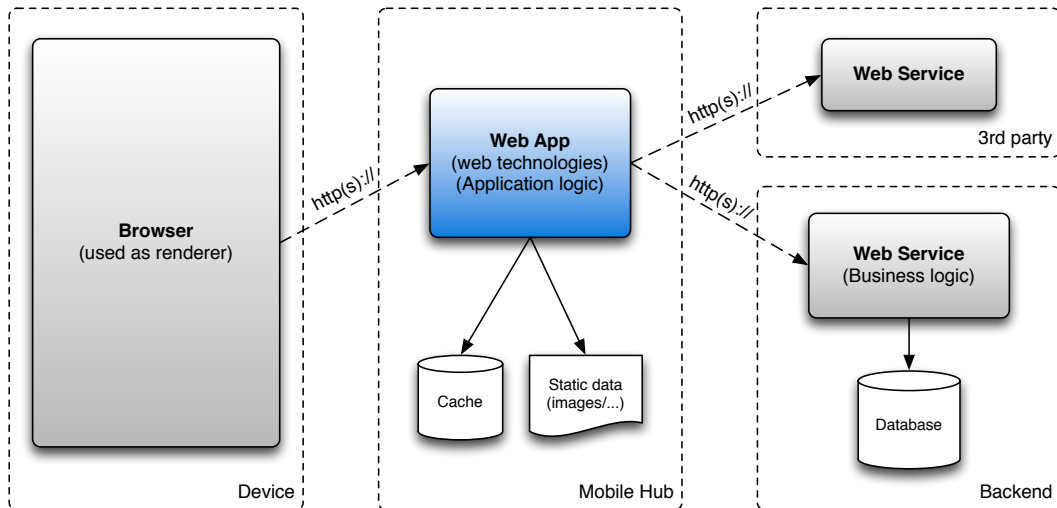 Browser
(used as renderer)
Device
http(s)://
Web App
(web technologies)
(Application logic)
Cache
Static data
(images/...)
Mobile Hub
http(s)://
http(s)://
Web Service
3rd party
Web Service
(Business logic)
Database
Backend